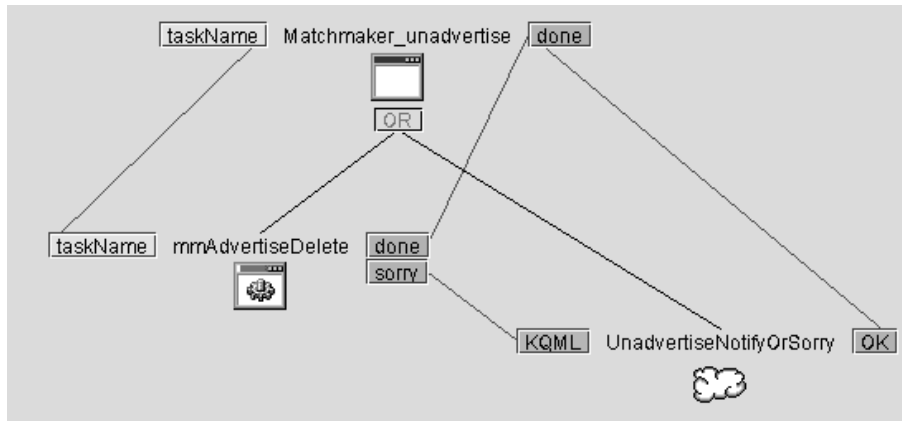 taskName Matchmaker_unadvertise done
OR
taskName mmAdvertiseDelete done
sorry
KQML UnadvertiseNotifyOrSorry OK